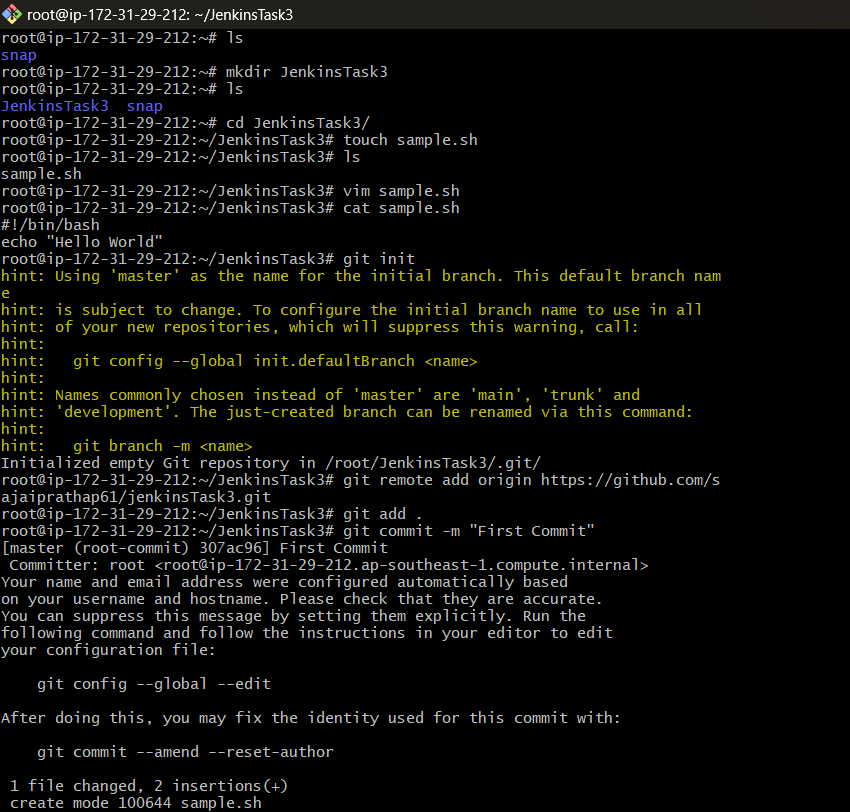 root@ip-172-31-29-212: ~/JenkinsTask3
root@ip-172-31-29-212:~# ls
snap
root@ip-172-31-29-212:~# mkdir JenkinsTask3
root@ip-172-31-29-212:~# ls
JenkinsTask3  snap
root@ip-172-31-29-212:~# cd JenkinsTask3/
root@ip-172-31-29-212:~/JenkinsTask3# touch sample.sh
root@ip-172-31-29-212:~/JenkinsTask3# ls
sample.sh
root@ip-172-31-29-212:~/JenkinsTask3# vim sample.sh
root@ip-172-31-29-212:~/JenkinsTask3# cat sample.sh
#!/bin/bash
echo "Hello World"
root@ip-172-31-29-212:~/JenkinsTask3# git init
hint: Using 'master' as the name for the initial branch. This default branch nam
e
hint: is subject to change. To configure the initial branch name to use in all
hint: of your new repositories, which will suppress this warning, call:
hint:
hint:   git config --global init.defaultBranch <name>
hint:
hint: Names commonly chosen instead of 'master' are 'main', 'trunk' and
hint: 'development'. The just-created branch can be renamed via this command:
hint:
hint:   git branch -m <name>
Initialized empty Git repository in /root/JenkinsTask3/.git/
root@ip-172-31-29-212:~/JenkinsTask3# git remote add origin https://github.com/s
ajaiprathap61/jenkinsTask3.git
root@ip-172-31-29-212:~/JenkinsTask3# git add .
root@ip-172-31-29-212:~/JenkinsTask3# git commit -m "First Commit"
[master (root-commit) 307ac96] First Commit
 Committer: root <root@ip-172-31-29-212.ap-southeast-1.compute.internal>
Your name and email address were configured automatically based
on your username and hostname. Please check that they are accurate.
You can suppress this message by setting them explicitly. Run the
following command and follow the instructions in your editor to edit
your configuration file:
    git config --global --edit
After doing this, you may fix the identity used for this commit with:
    git commit --amend --reset-author
 1 file changed, 2 insertions(+)
 create mode 100644 sample.sh